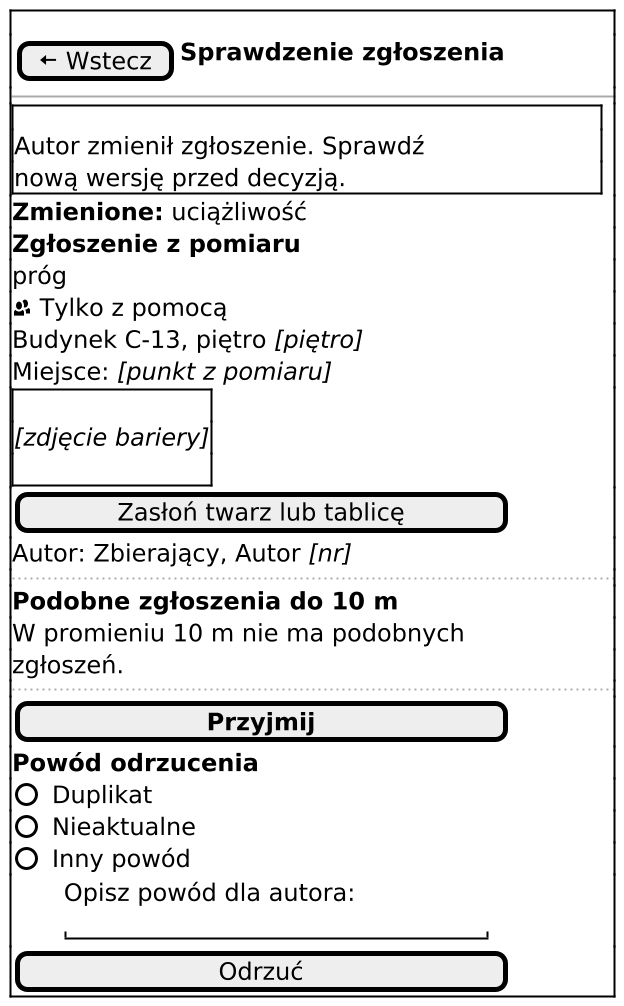 ← Wstecz Sprawdzenie zgłoszenia
Autor zmienił zgłoszenie. Sprawdź
nową wersję przed decyzją.
Zmienione: uciążliwość
Zgłoszenie z pomiaru
próg
Tylko z pomocą
Budynek C-13, piętro [piętro]
Miejsce: [punkt z pomiaru]
[zdjęcie bariery]
Zasłoń twarz lub tablicę
Autor: Zbierający, Autor [nr]
Podobne zgłoszenia do 10 m
W promieniu 10 m nie ma podobnych
zgłoszeń.
Przyjmij
Powód odrzucenia
Duplikat
Nieaktualne
Inny powód
Opisz powód dla autora:
Odrzuć